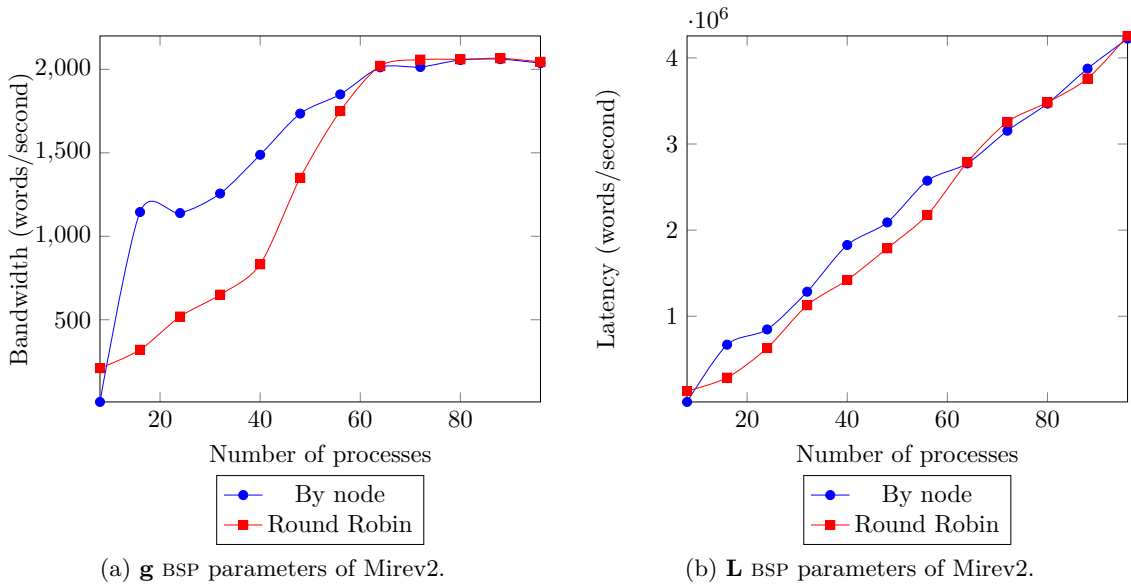 Bandwidth (words/second)
2,000
1,500
1,000
500
20 40 60 80
Number of processes
By node
Round Robin
(a) g BSP parameters of Mirev2.
·10⁶
Latency (words/second)
4
3
2
1
20 40 60 80
Number of processes
By node
Round Robin
(b) L BSP parameters of Mirev2.